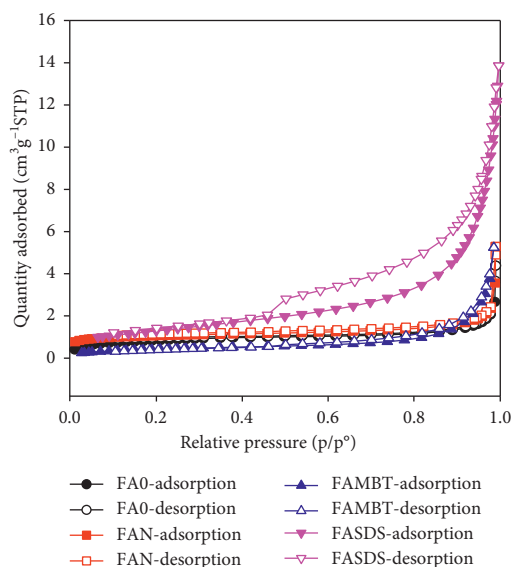 16
14
12
10
8
6
4
2
0
Quantity adsorbed (cm³g⁻¹STP)
0.0 0.2 0.4 0.6 0.8 1.0
Relative pressure (p/p°)
FA0-adsorption FAMBT-adsorption
FA0-desorption FAMBT-desorption
FAN-adsorption FASDS-adsorption
FAN-desorption FASDS-desorption